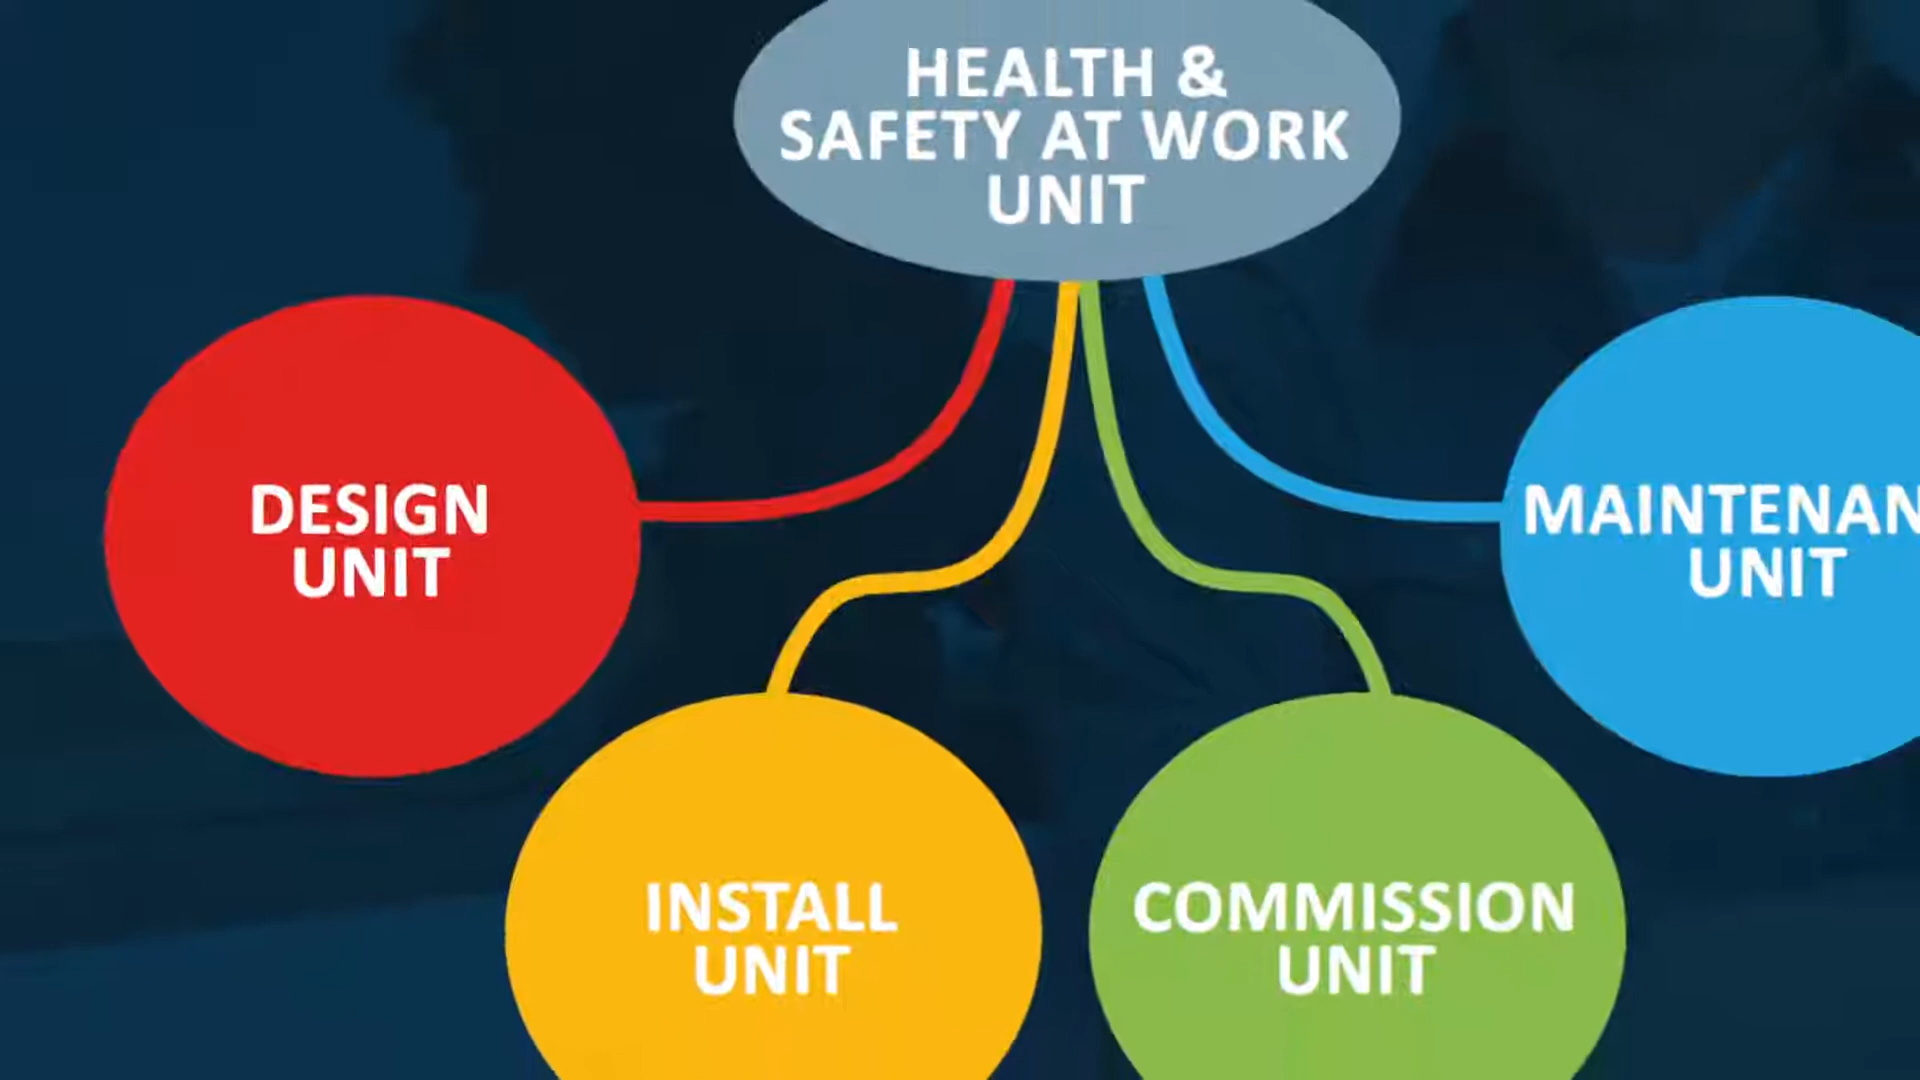 HEALTH &
SAFETY AT WORK
UNIT
DESIGN
UNIT
MAINTENAN
UNIT
INSTALL
UNIT
COMMISSION
UNIT